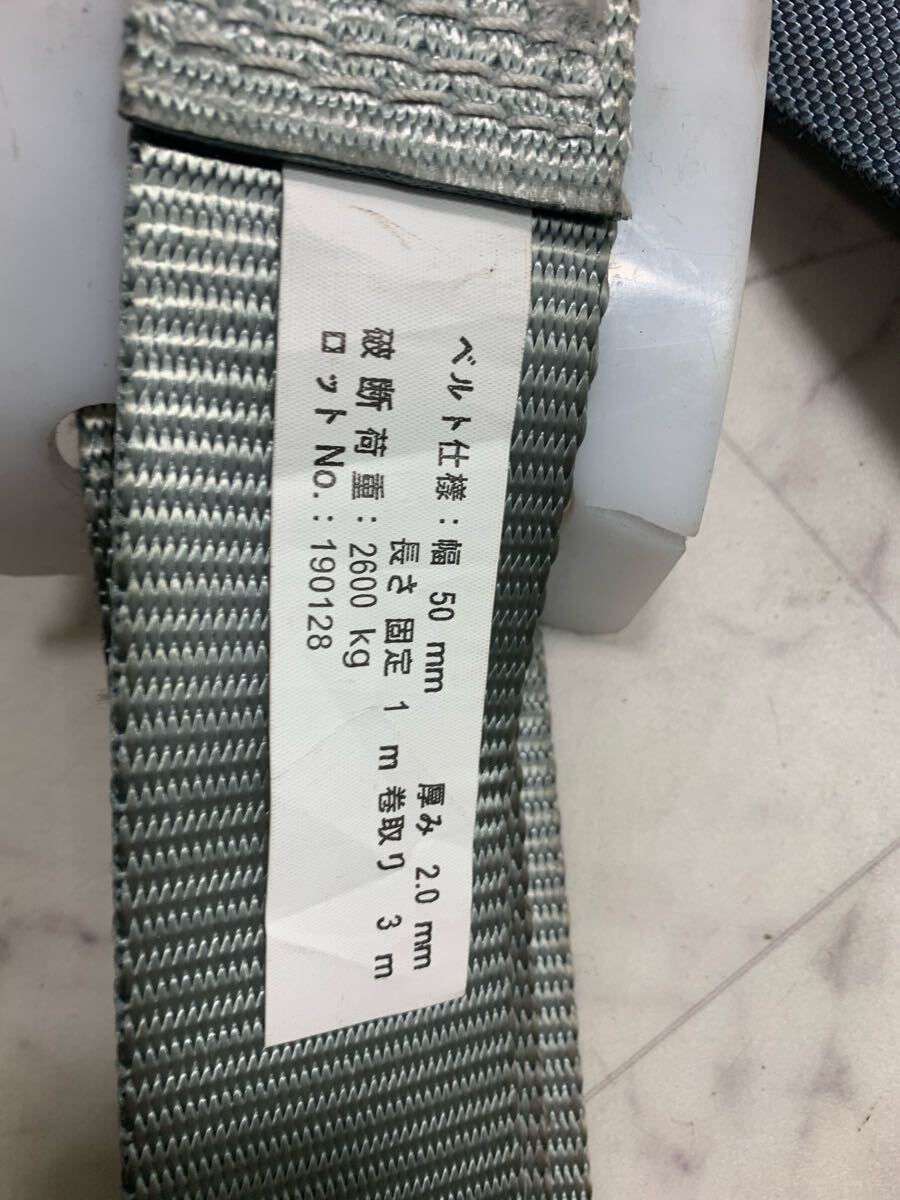 ベルト仕様：幅 50 mm 厚み 2.0 mm
長さ 固定 1 m 巻取り 3 m
破断荷重：2600 kg
ロットNo.：190128